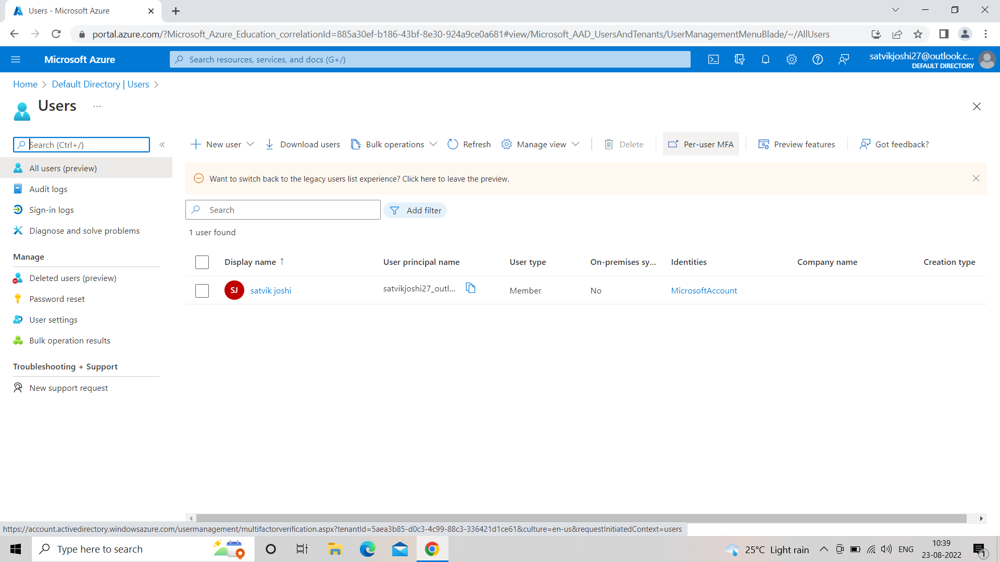 Users - Microsoft Azure
portal.azure.com/?Microsoft_Azure_Education_correlationId=885a30ef-b186-43bf-8e30-924a9ce0a681#view/Microsoft_AAD_UsersAndTenants/UserManagementMenuBlade/~/AllUsers
Microsoft Azure
Search resources, services, and docs (G+/)
satvikjoshi27@outlook.c...
DEFAULT DIRECTORY
Home > Default Directory | Users >
Users ...
Search (Ctrl+/)
«
New user
Download users
Bulk operations
Refresh
Manage view
Delete
Per-user MFA
Preview features
Got feedback?
All users (preview)
Audit logs
Sign-in logs
Diagnose and solve problems
Manage
Deleted users (preview)
Password reset
User settings
Bulk operation results
Troubleshooting + Support
New support request
Want to switch back to the legacy users list experience? Click here to leave the preview.
Search
Add filter
1 user found
Display name ↑ User principal name User type On-premises sy... Identities Company name Creation type
SJ satvik joshi satvikjoshi27_outl... Member No MicrosoftAccount
https://account.activedirectory.windowsazure.com/usermanagement/multifactorverification.aspx?tenantId=5aea3b85-d0c3-4c99-88c3-336421d1ce61&culture=en-us&requestInitiatedContext=users
Type here to search
25°C Light rain
ENG
10:39
23-08-2022
1